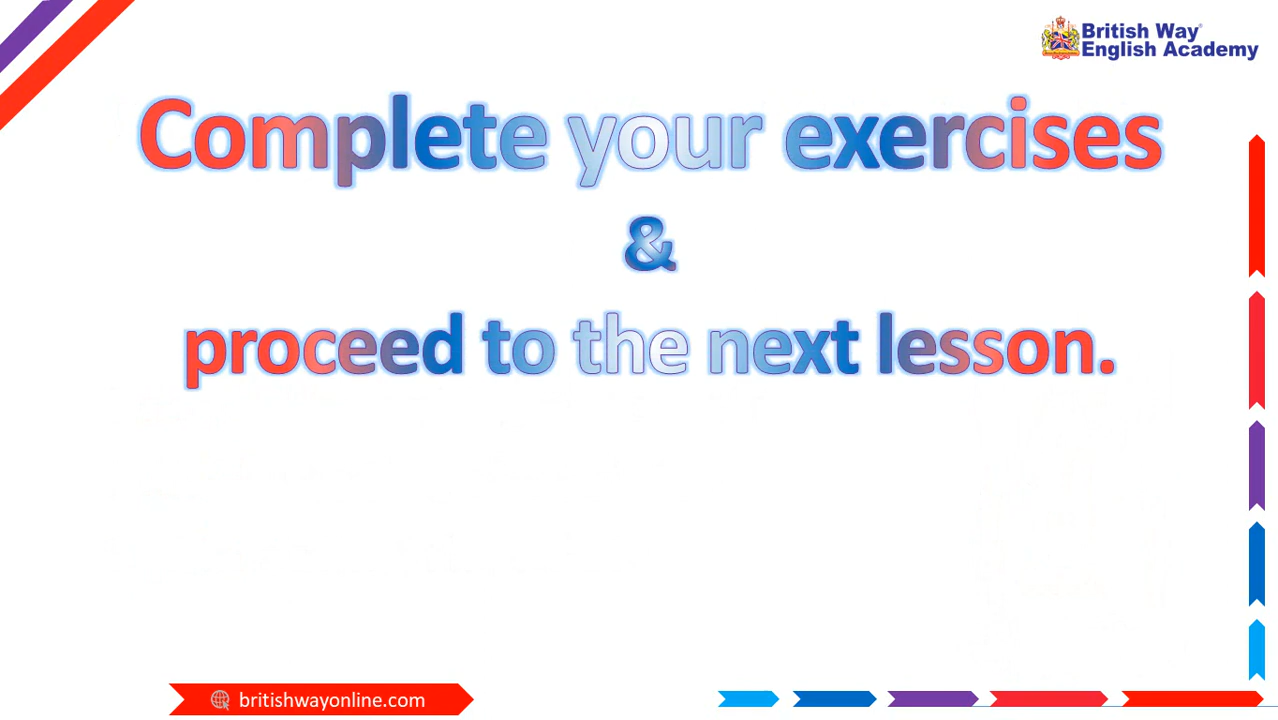 British Way®
English Academy
Complete your exercises
&
proceed to the next lesson.
britishwayonline.com